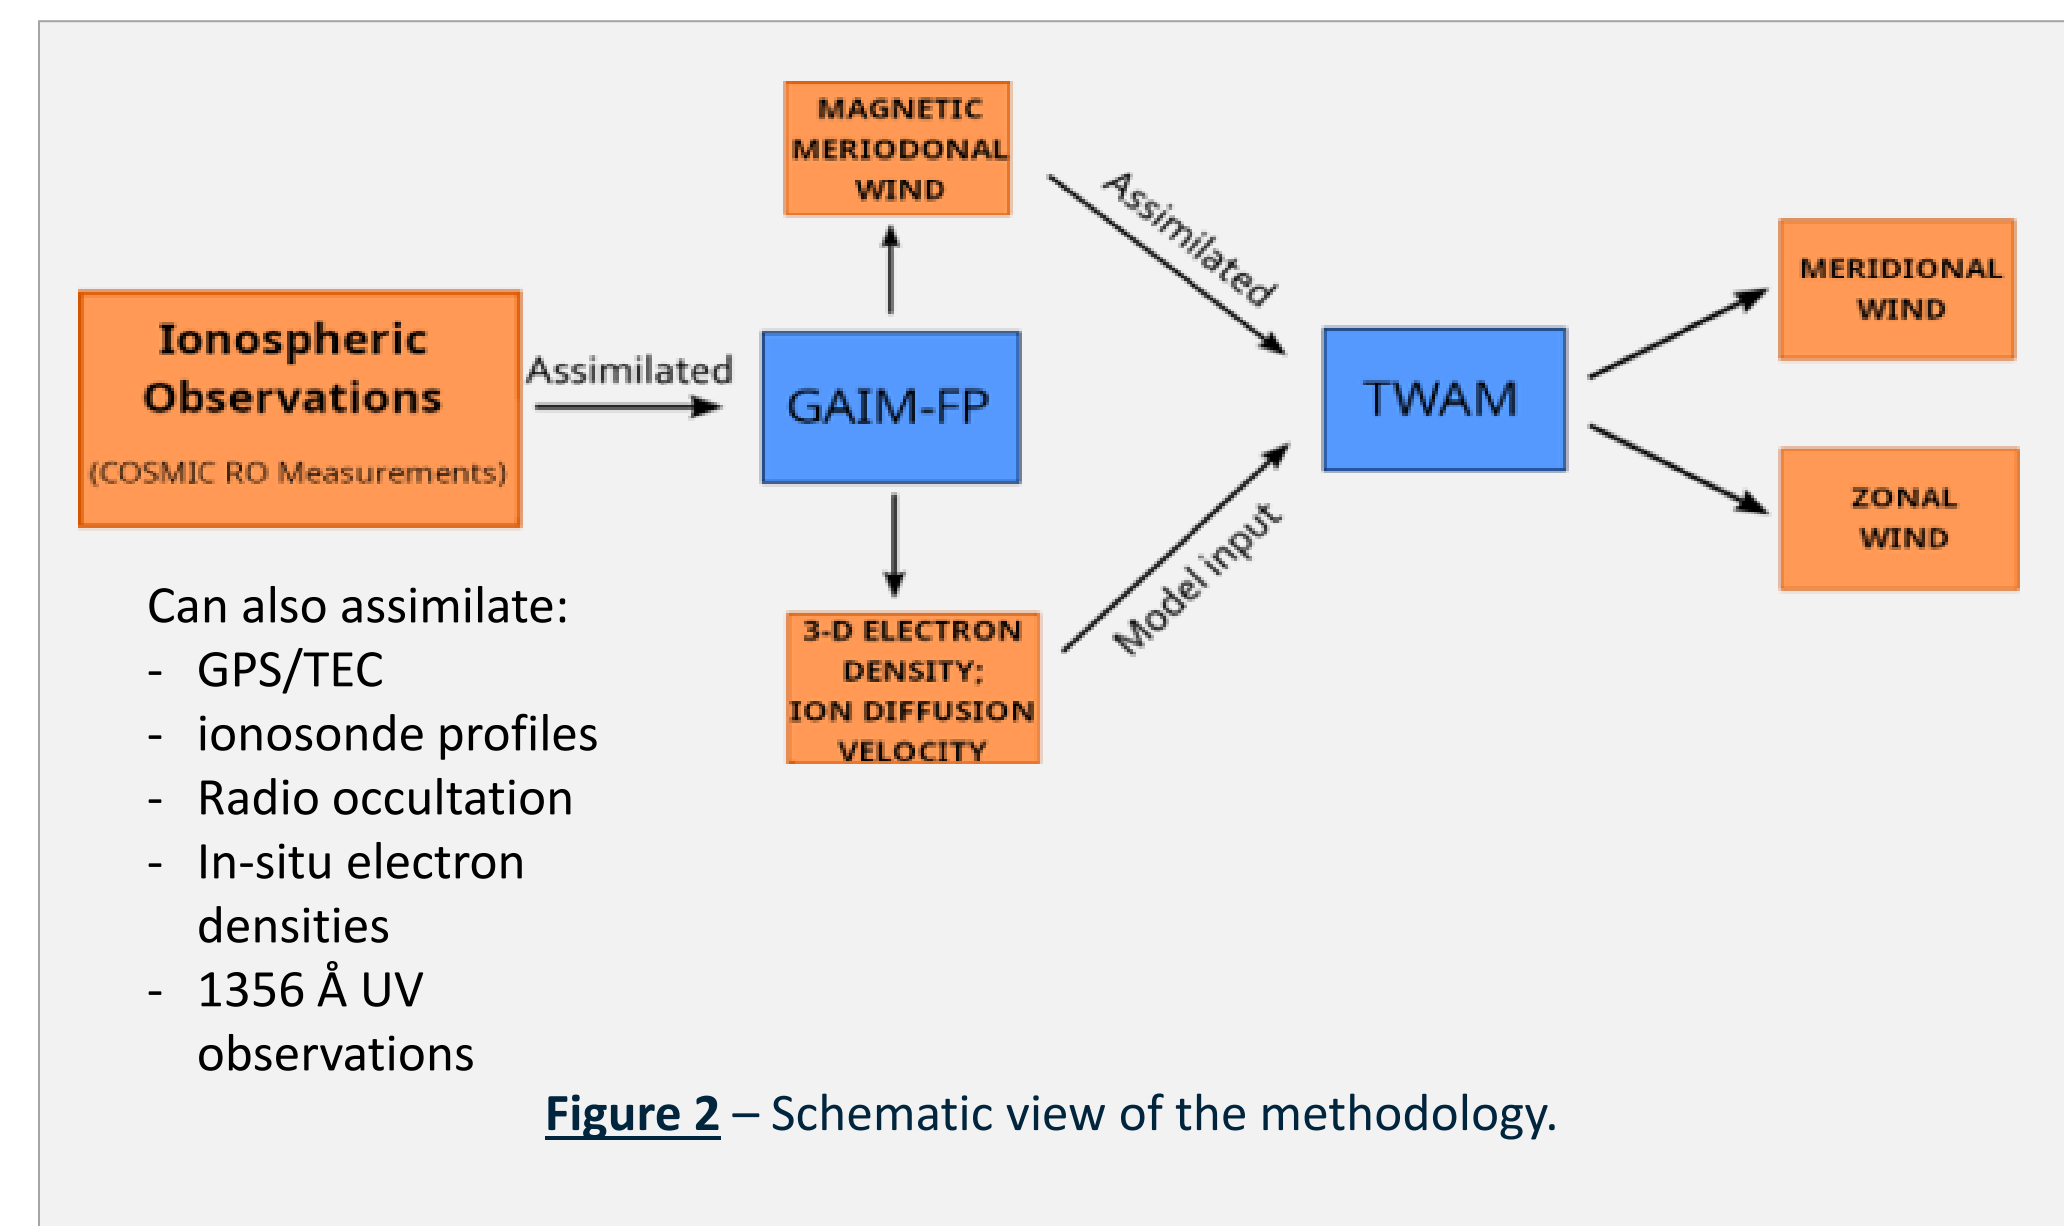 MAGNETIC
MERIODONAL
WIND
Assimilated
MERIDIONAL
WIND
Ionospheric
Observations
(COSMIC RO Measurements)
Assimilated
GAIM-FP
TWAM
ZONAL
WIND
Model input
3-D ELECTRON
DENSITY;
ION DIFFUSION
VELOCITY
Can also assimilate:
- GPS/TEC
- ionosonde profiles
- Radio occultation
- In-situ electron
densities
- 1356 Å UV
observations
Figure 2 – Schematic view of the methodology.